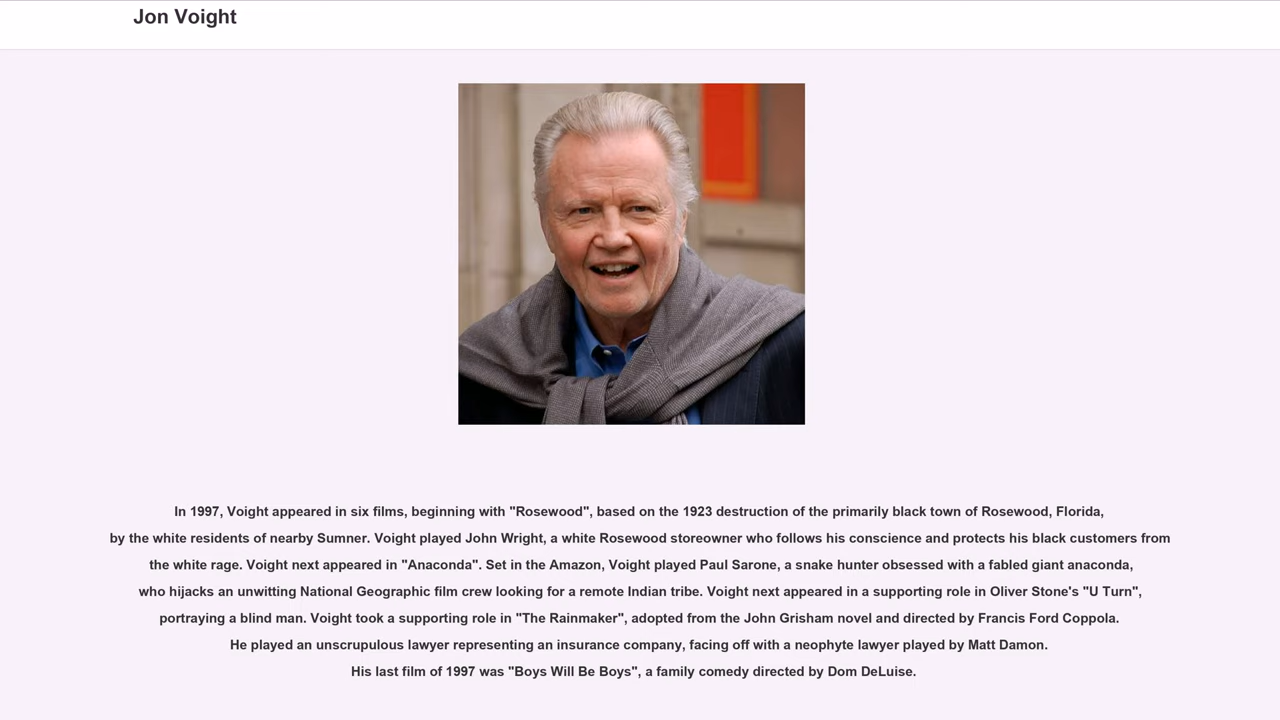 Jon Voight
In 1997, Voight appeared in six films, beginning with "Rosewood", based on the 1923 destruction of the primarily black town of Rosewood, Florida,
by the white residents of nearby Sumner. Voight played John Wright, a white Rosewood storeowner who follows his conscience and protects his black customers from
the white rage. Voight next appeared in "Anaconda". Set in the Amazon, Voight played Paul Sarone, a snake hunter obsessed with a fabled giant anaconda,
who hijacks an unwitting National Geographic film crew looking for a remote Indian tribe. Voight next appeared in a supporting role in Oliver Stone's "U Turn",
portraying a blind man. Voight took a supporting role in "The Rainmaker", adopted from the John Grisham novel and directed by Francis Ford Coppola.
He played an unscrupulous lawyer representing an insurance company, facing off with a neophyte lawyer played by Matt Damon.
His last film of 1997 was "Boys Will Be Boys", a family comedy directed by Dom DeLuise.